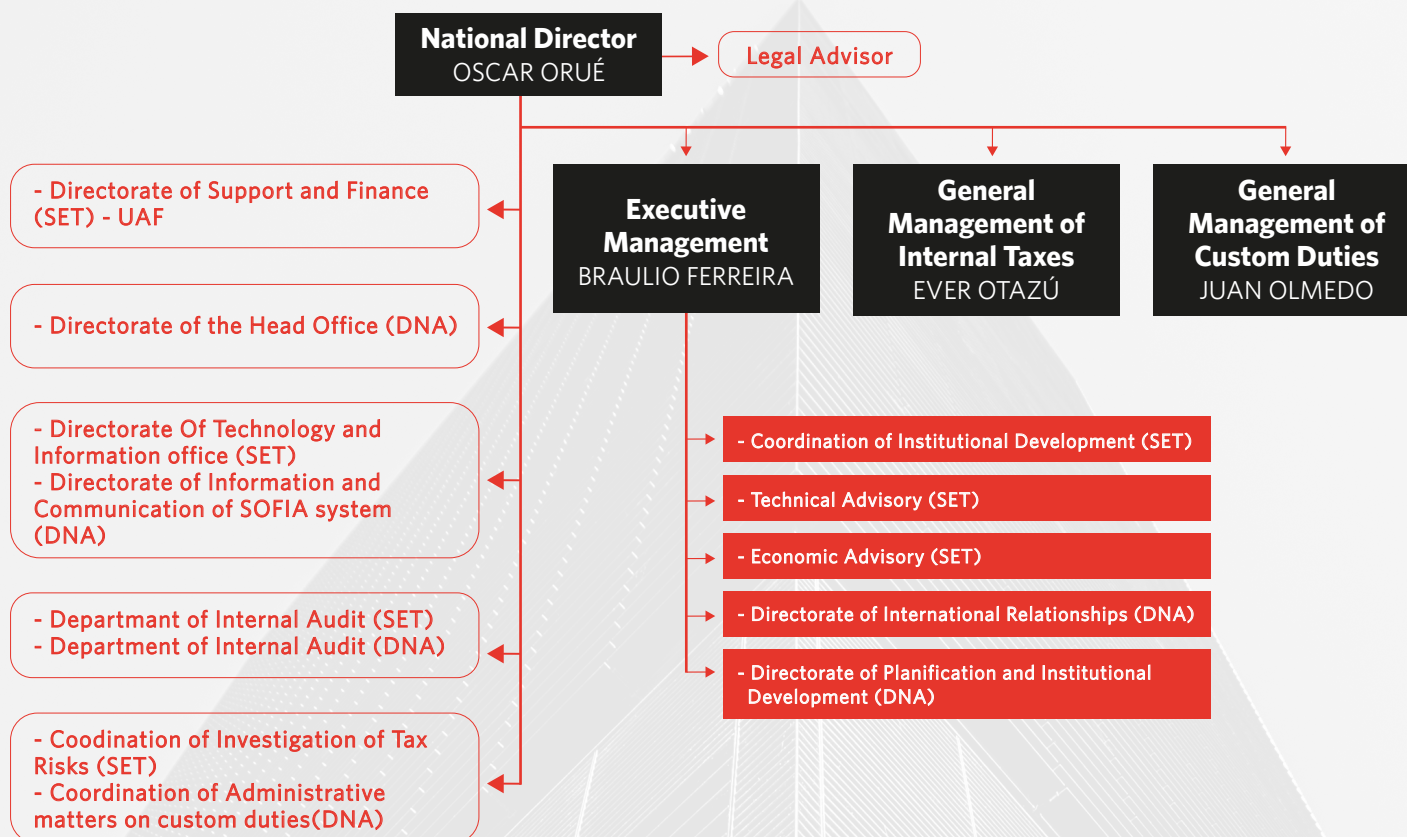 National Director
OSCAR ORUÉ
Legal Advisor
- Directorate of Support and Finance
(SET) - UAF
- Directorate of the Head Office (DNA)
- Directorate Of Technology and
Information office (SET)
- Directorate of Information and
Communication of SOFIA system
(DNA)
- Departmant of Internal Audit (SET)
- Department of Internal Audit (DNA)
- Coodination of Investigation of Tax
Risks (SET)
- Coordination of Administrative
matters on custom duties(DNA)
Executive
Management
BRAULIO FERREIRA
General
Management of
Internal Taxes
EVER OTAZÚ
General
Management of
Custom Duties
JUAN OLMEDO
- Coordination of Institutional Development (SET)
- Technical Advisory (SET)
- Economic Advisory (SET)
- Directorate of International Relationships (DNA)
- Directorate of Planification and Institutional
Development (DNA)